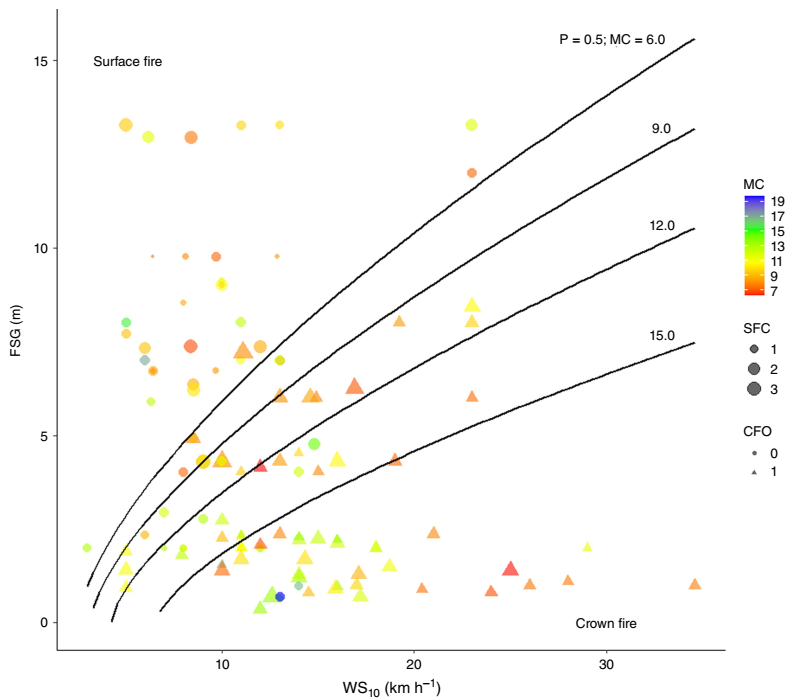 P = 0.5; MC = 6.0
Surface fire
9.0
12.0
15.0
Crown fire
15
10
5
0
FSG (m)
10
20
30
WS₁₀ (km h⁻¹)
MC
19
17
15
13
11
9
7
SFC
1
2
3
CFO
0
1